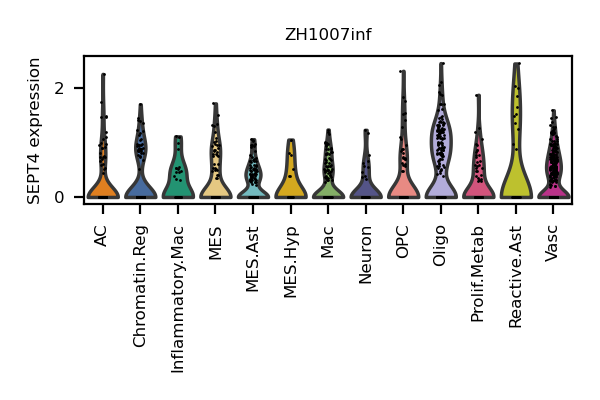 ZH1007inf
SEPT4 expression
2
0
AC
Chromatin.Reg
Inflammatory.Mac
MES
MES.Ast
MES.Hyp
Mac
Neuron
OPC
Oligo
Prolif.Metab
Reactive.Ast
Vasc